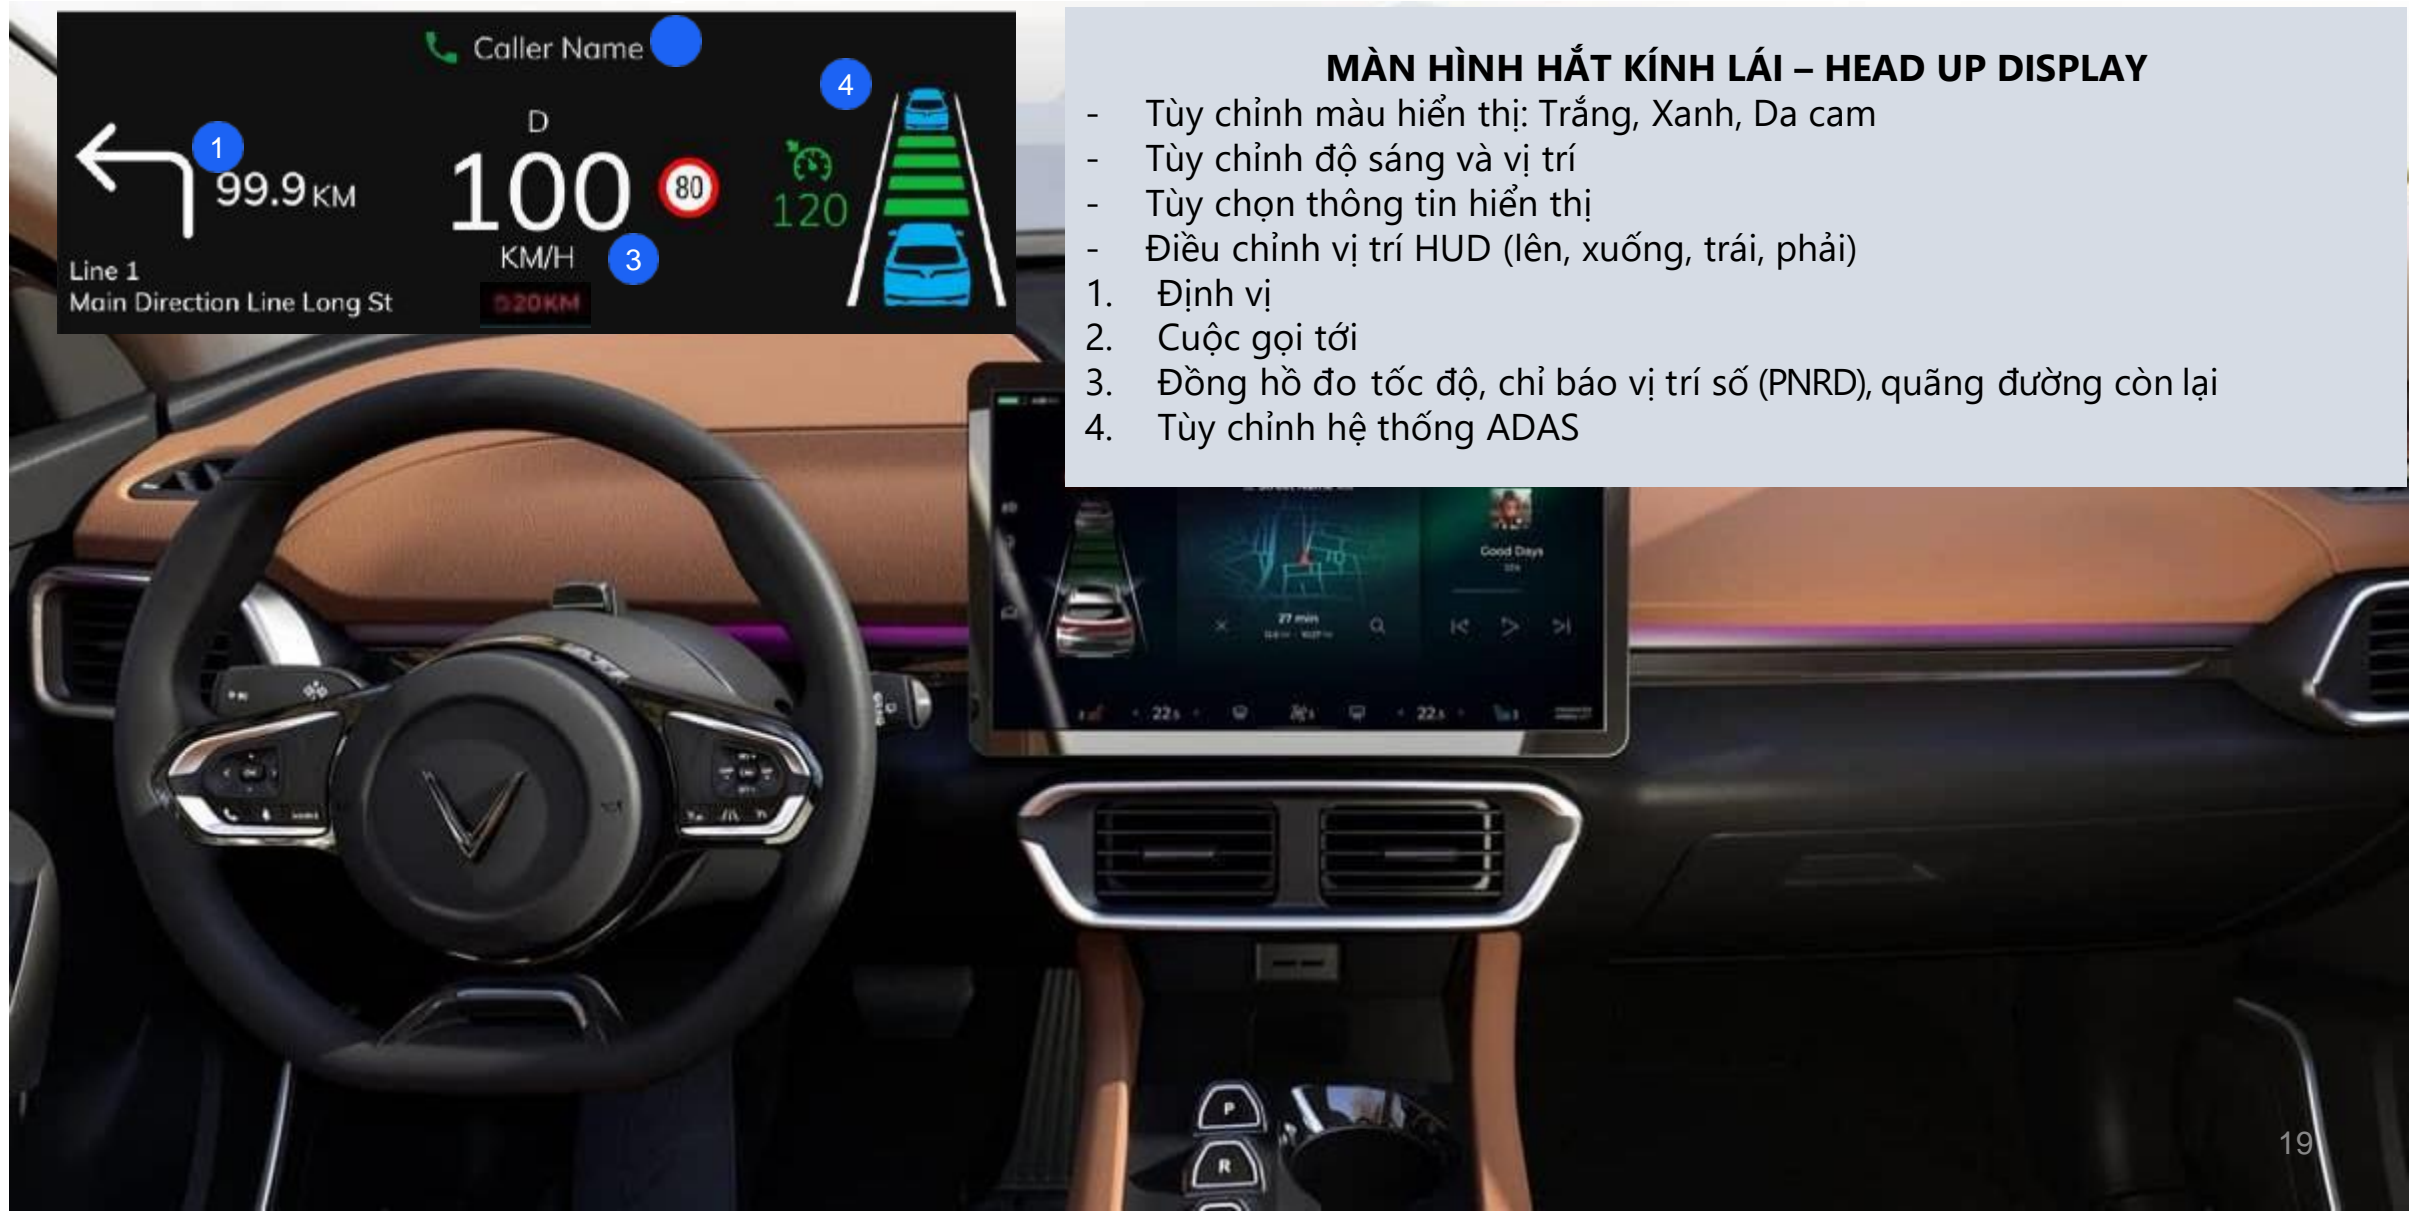 Caller Name
4
1
D
99.9 KM
100
80
120
KM/H
3
Line 1
Main Direction Line Long St
520KM
MÀN HÌNH HẮT KÍNH LÁI – HEAD UP DISPLAY
- Tùy chỉnh màu hiển thị: Trắng, Xanh, Da cam
- Tùy chỉnh độ sáng và vị trí
- Tùy chọn thông tin hiển thị
- Điều chỉnh vị trí HUD (lên, xuống, trái, phải)
1. Định vị
2. Cuộc gọi tới
3. Đồng hồ đo tốc độ, chỉ báo vị trí số (PNRD), quãng đường còn lại
4. Tùy chỉnh hệ thống ADAS
Good Days
27 min
22.5
22.5
P
R
19